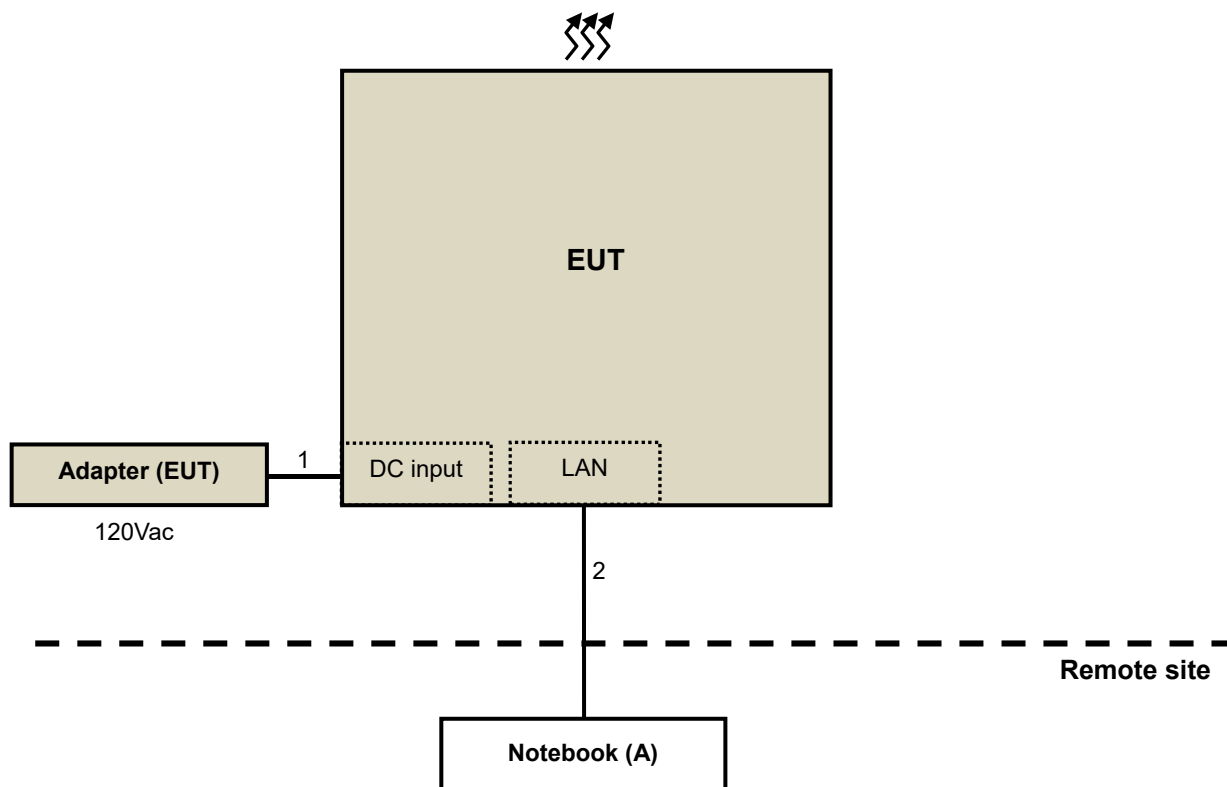 EUT
Adapter (EUT)
1
DC input
LAN
120Vac
2
Remote site
Notebook (A)